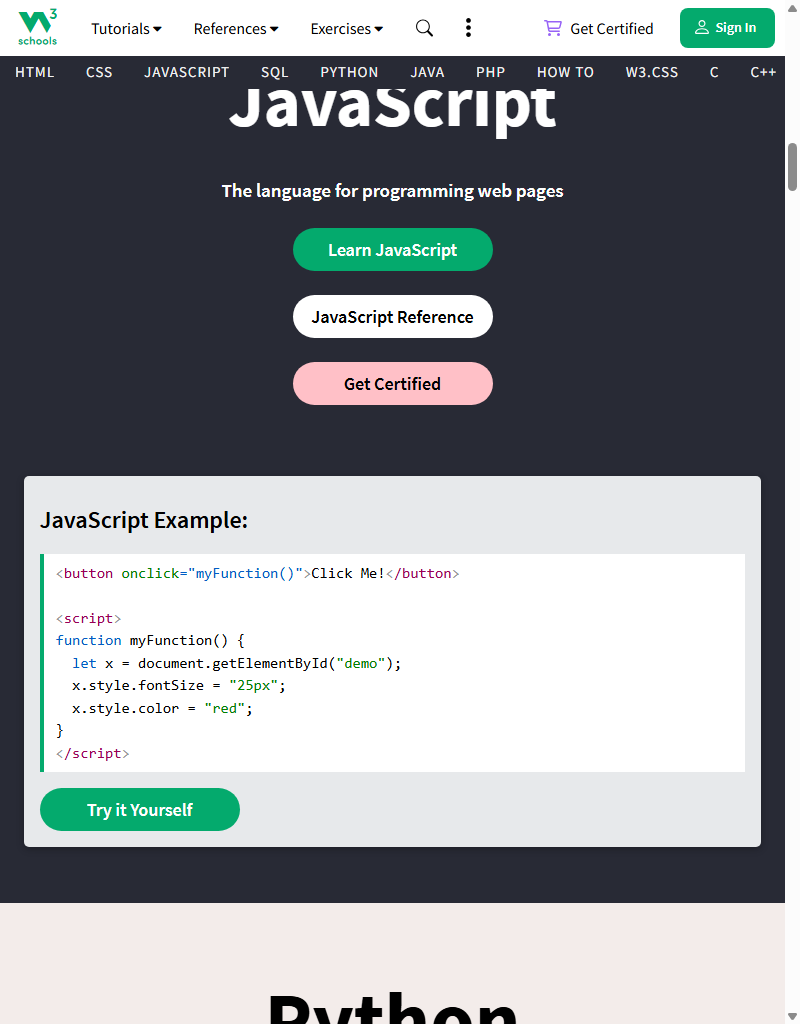 W3 schools
Tutorials References Exercises Get Certified Sign In
HTML CSS JAVASCRIPT SQL PYTHON JAVA PHP HOW TO W3.CSS C C++
JavaScript
The language for programming web pages
Learn JavaScript
JavaScript Reference
Get Certified
JavaScript Example:
<button onclick="myFunction()">Click Me!</button>
<script>
function myFunction() {
  let x = document.getElementById("demo");
  x.style.fontSize = "25px";
  x.style.color = "red";
}
</script>
Try it Yourself
Python